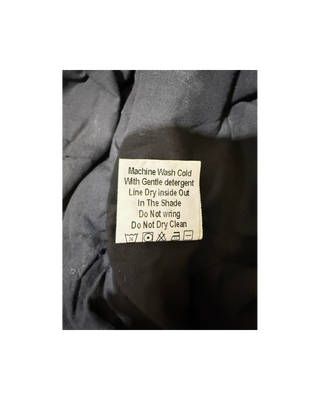 Machine Wash Cold
With Gentle detergent
Line Dry inside Out
In The Shade
Do Not wring
Do Not Dry Clean